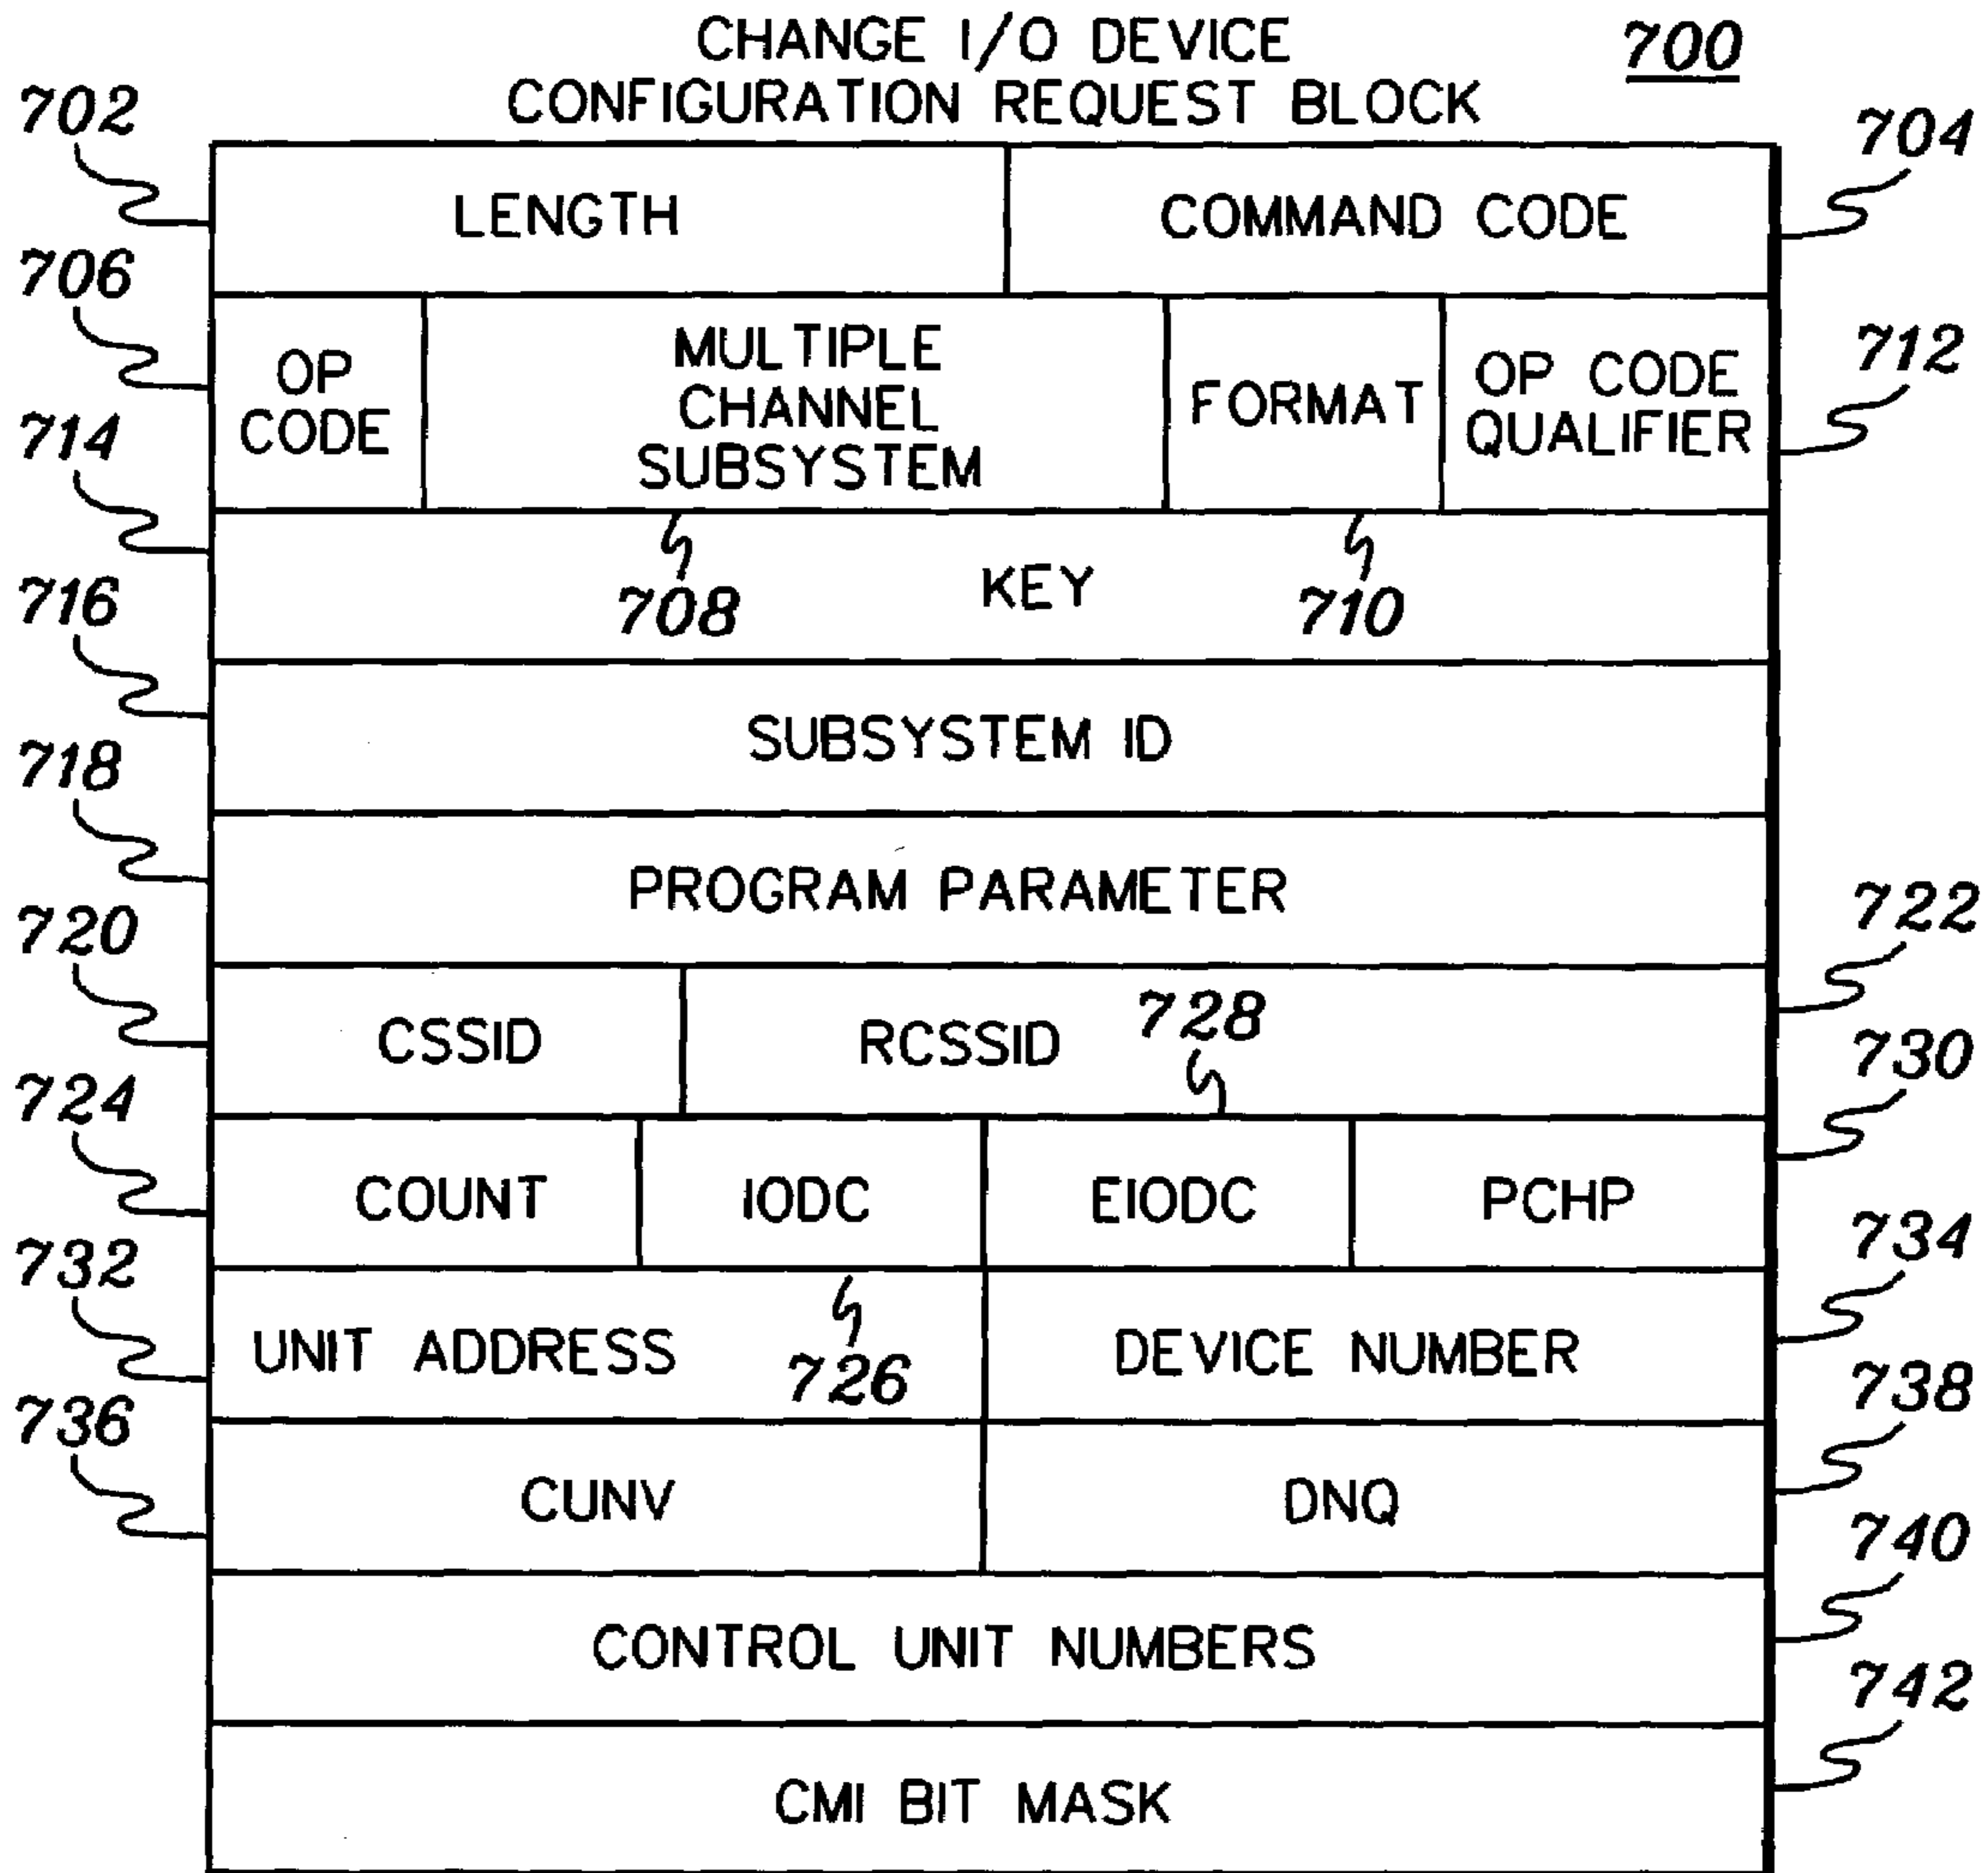 CHANGE I/O DEVICE
CONFIGURATION REQUEST BLOCK
700
702
LENGTH
COMMAND CODE
704
706
OP
CODE
MULTIPLE
CHANNEL
SUBSYSTEM
FORMAT
OP CODE
QUALIFIER
712
714
708
KEY
710
716
SUBSYSTEM ID
718
PROGRAM PARAMETER
720
CSSID
RCSSID
728
722
724
COUNT
IODC
EIODC
PCHP
730
732
UNIT ADDRESS
726
DEVICE NUMBER
734
736
CUNV
DNQ
738
CONTROL UNIT NUMBERS
740
CMI BIT MASK
742